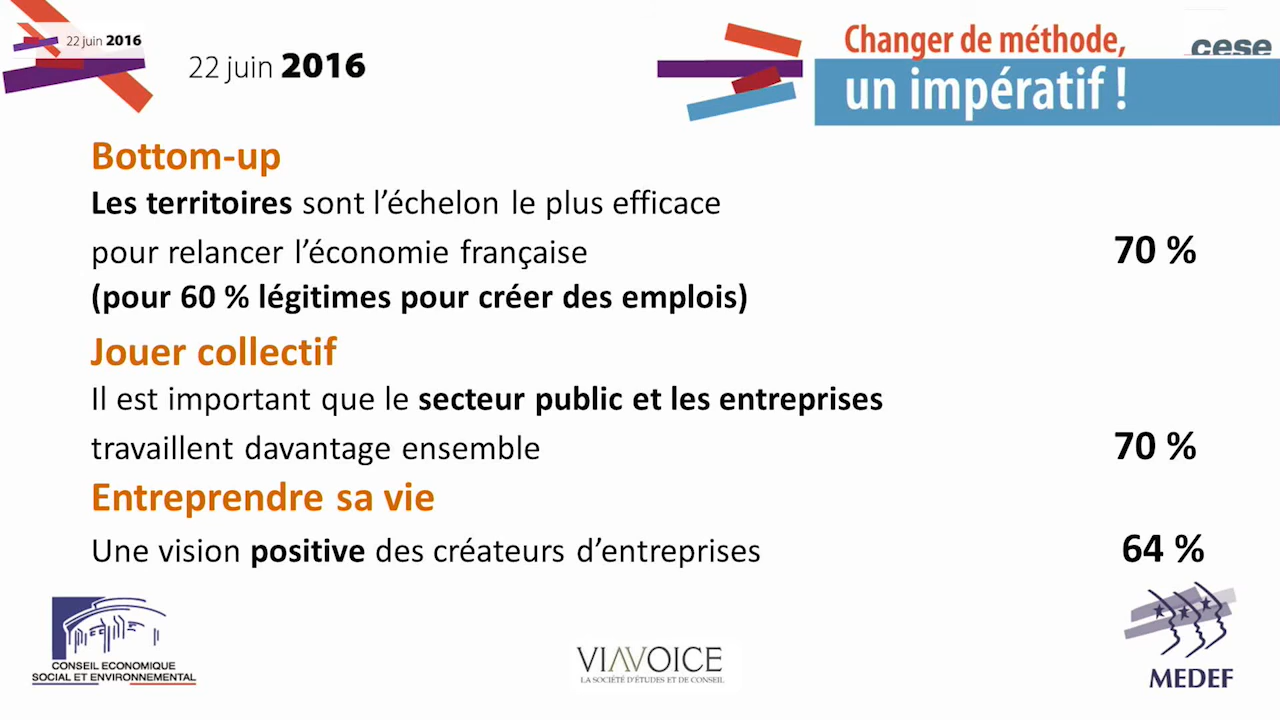 22 juin 2016
22 juin 2016
Changer de méthode,
un impératif !
cese
Bottom-up
Les territoires sont l’échelon le plus efficace
pour relancer l’économie française
70 %
(pour 60 % légitimes pour créer des emplois)
Jouer collectif
Il est important que le secteur public et les entreprises
travaillent davantage ensemble
70 %
Entreprendre sa vie
Une vision positive des créateurs d’entreprises
64 %
CONSEIL ECONOMIQUE
SOCIAL ET ENVIRONNEMENTAL
VIAVOICE
LA SOCIÉTÉ D'ÉTUDES ET DE CONSEIL
MEDEF